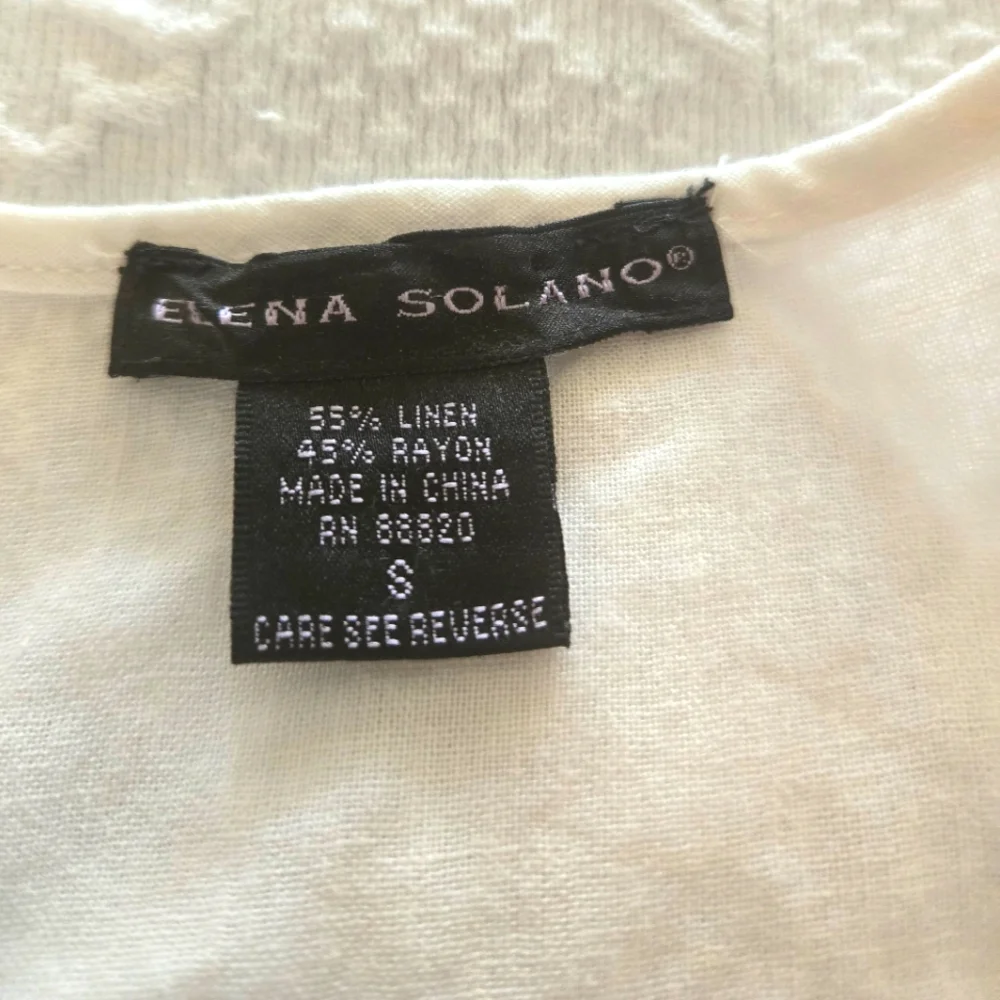 ELENA SOLANO®
55% LINEN
45% RAYON
MADE IN CHINA
RN 88820
S
CARE SEE REVERSE